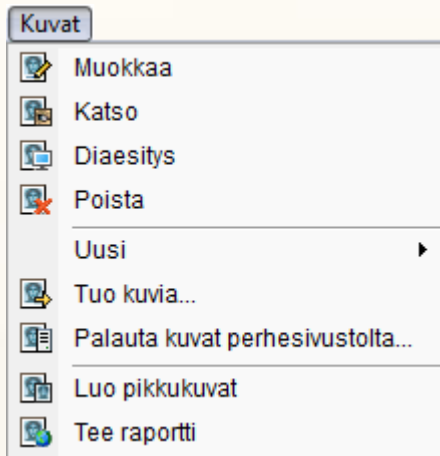 Kuvat
Muokkaa
Katso
Diaesitys
Poista
Uusi
Tuo kuvia...
Palauta kuvat perhesivustolta...
Luo pikkukuvat
Tee raportti